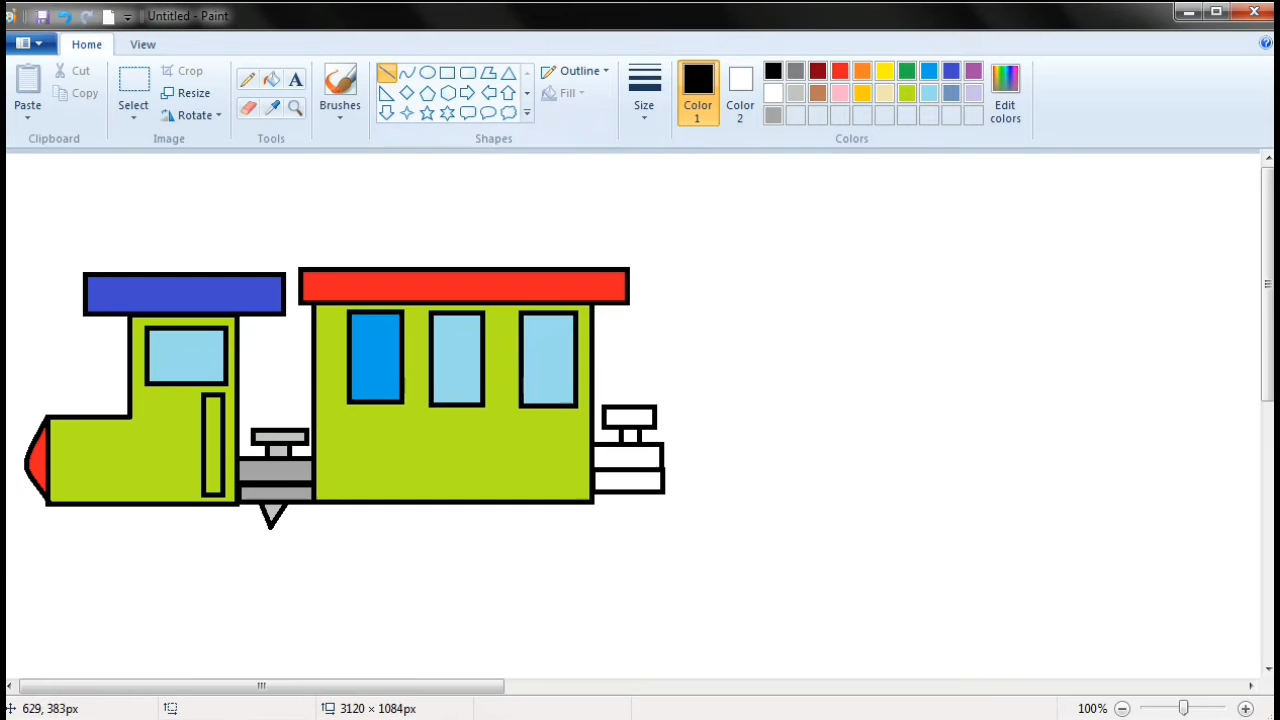 Untitled - Paint
Home View
Cut Crop Outline
Copy Resize Fill
Paste Select Rotate Brushes Size Color 1 Color 2 Edit colors
Clipboard Image Tools Shapes Colors
629, 383px 3120 × 1084px 100%